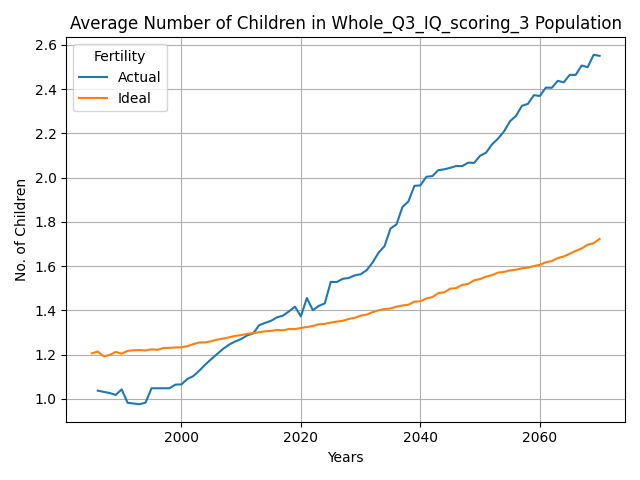 Average Number of Children in Whole_Q3_IQ_scoring_3 Population
Fertility
Actual
Ideal
No. of Children
2.6
2.4
2.2
2.0
1.8
1.6
1.4
1.2
1.0
2000 2020 2040 2060
Years